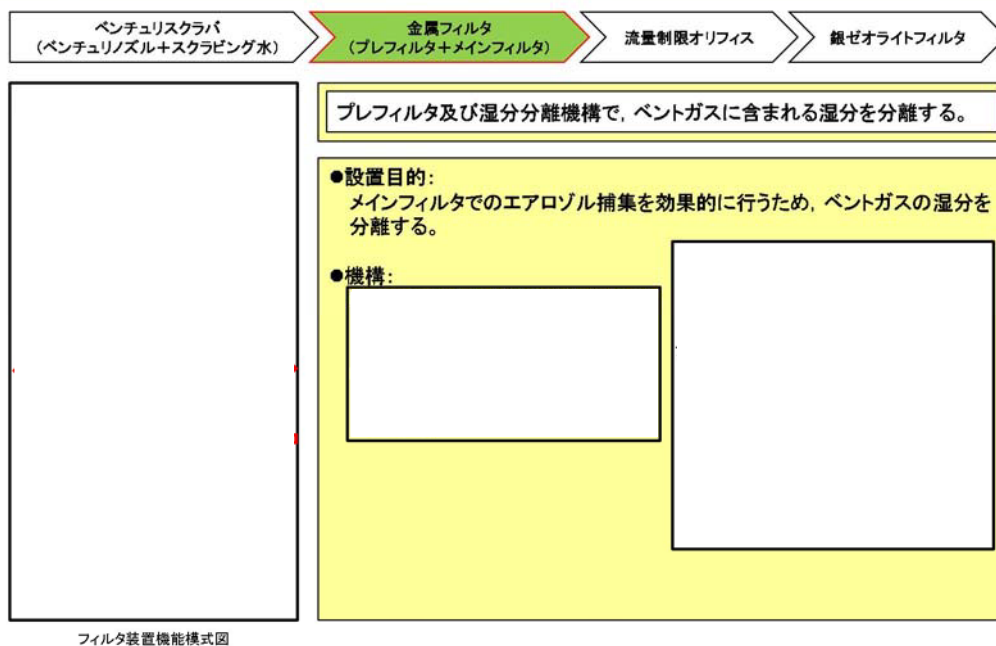 ベンチュリスクラバ
(ベンチュリノズル+スクラビング水)
金属フィルタ
(プレフィルタ+メインフィルタ)
流量制限オリフィス
銀ゼオライトフィルタ
プレフィルタ及び湿分分離機構で,ベントガスに含まれる湿分を分離する。
●設置目的:
メインフィルタでのエアロゾル捕集を効果的に行うため,ベントガスの湿分を
分離する。
●機構:
フィルタ装置機能模式図